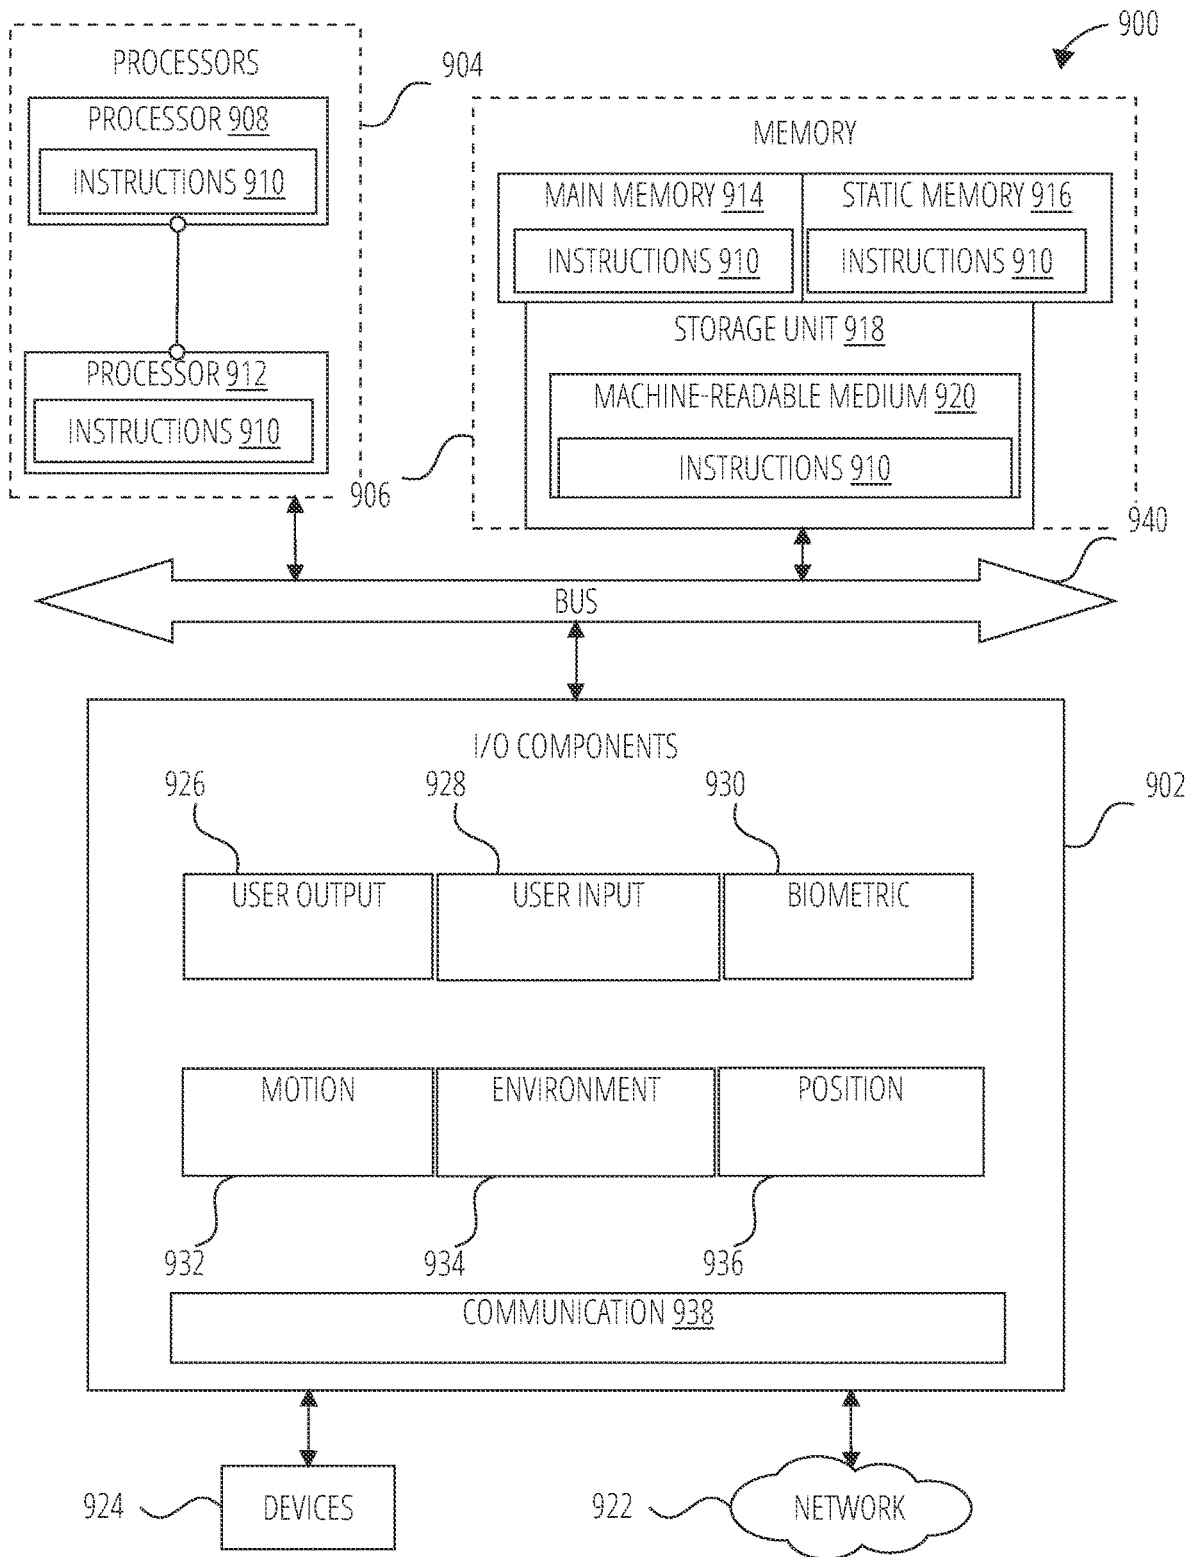 900
PROCESSORS
904
PROCESSOR 908
INSTRUCTIONS 910
PROCESSOR 912
INSTRUCTIONS 910
MEMORY
MAIN MEMORY 914
STATIC MEMORY 916
INSTRUCTIONS 910
INSTRUCTIONS 910
STORAGE UNIT 918
MACHINE-READABLE MEDIUM 920
INSTRUCTIONS 910
906
940
BUS
I/O COMPONENTS
926
928
930
902
USER OUTPUT
USER INPUT
BIOMETRIC
MOTION
ENVIRONMENT
POSITION
932
934
936
COMMUNICATION 938
924
DEVICES
922
NETWORK